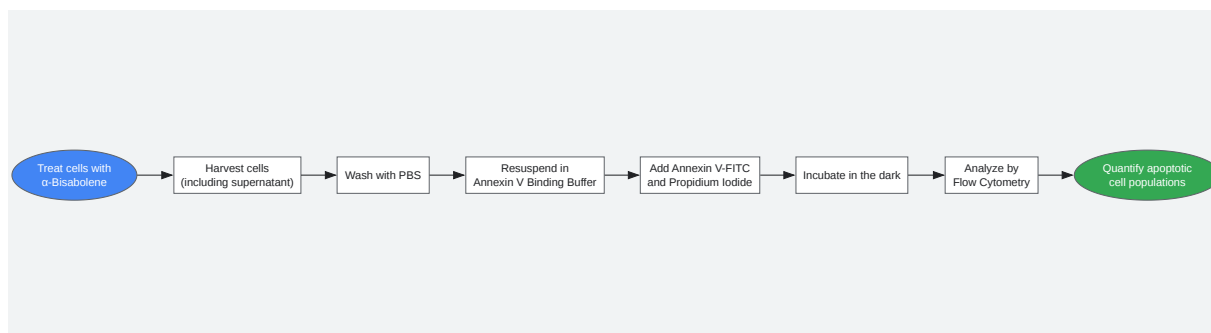 Treat cells with
α-Bisabolene
Harvest cells
(including supernatant)
Wash with PBS
Resuspend in
Annexin V Binding Buffer
Add Annexin V-FITC
and Propidium Iodide
Incubate in the dark
Analyze by
Flow Cytometry
Quantify apoptotic
cell populations